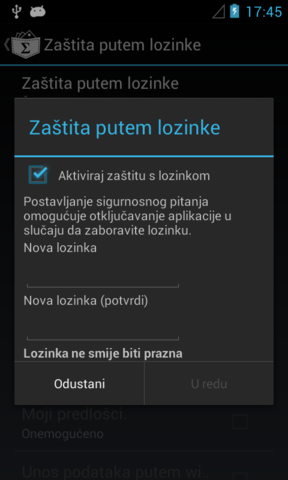 17:45
Zaštita putem lozinke
Zaštita putem lozinke
Zaštita putem lozinke
Aktiviraj zaštitu s lozinkom
Postavljanje sigurnosnog pitanja
omogućuje otključavanje aplikacije u
slučaju da zaboravite lozinku.
Nova lozinka
Nova lozinka (potvrdi)
Lozinka ne smije biti prazna
Odustani
U redu
Moji predlošci.
Onemogućeno
Unos podataka putem wi.